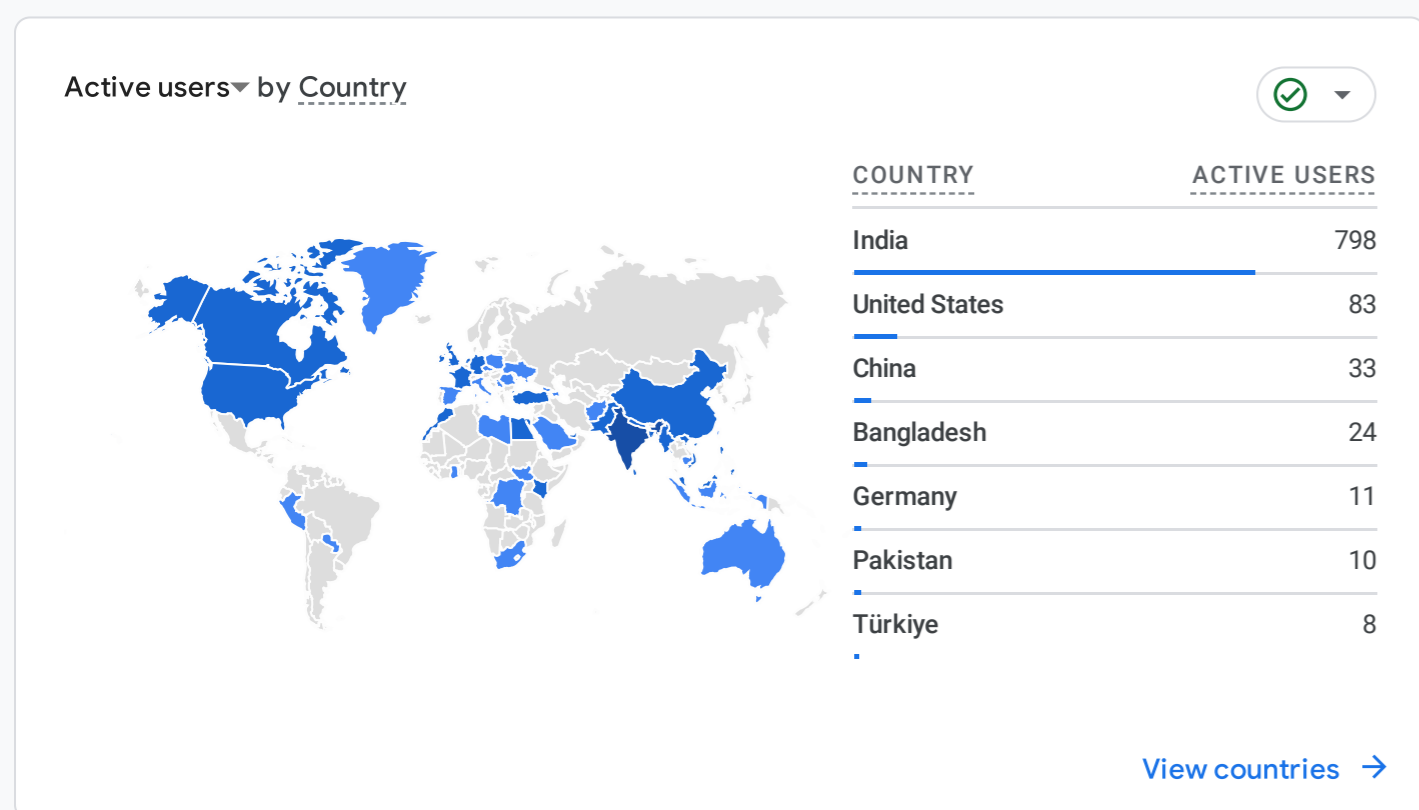 Active users by Country
COUNTRY ACTIVE USERS
India 798
United States 83
China 33
Bangladesh 24
Germany 11
Pakistan 10
Türkiye 8
View countries